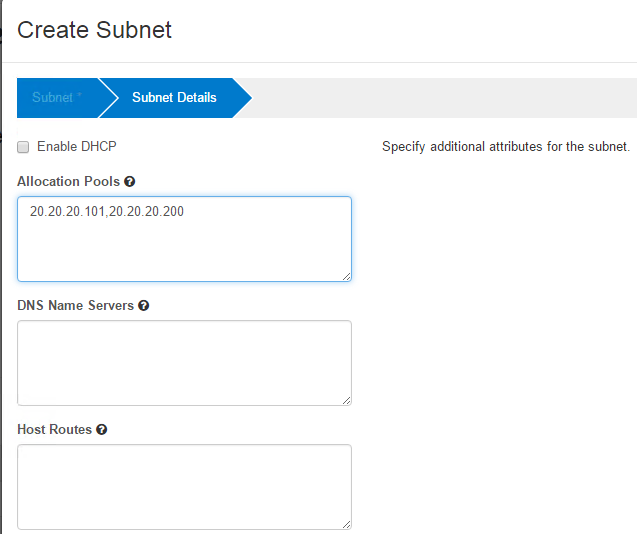 Create Subnet
Subnet *
Subnet Details
Enable DHCP
Specify additional attributes for the subnet.
Allocation Pools ?
20.20.20.101,20.20.20.200
DNS Name Servers ?
Host Routes ?